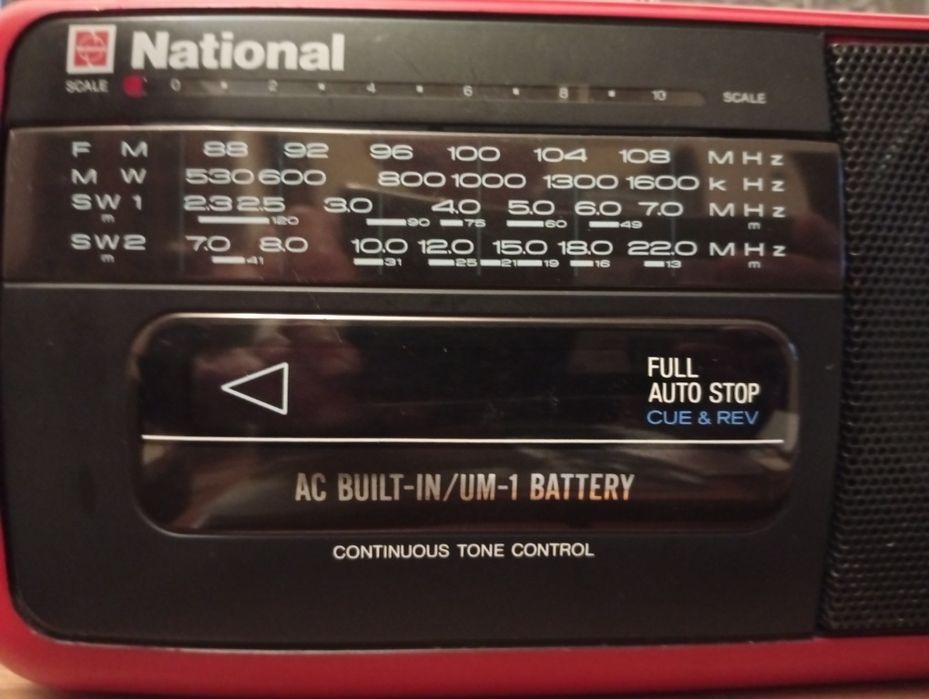 National
SCALE 0 2 4 6 8 10 SCALE
FM 88 92 96 100 104 108 MHz
MW 530 600 800 1000 1300 1600 kHz
SW1 2.3 2.5 3.0 4.0 5.0 6.0 7.0 MHz
m 120 90 75 60 49 m
SW2 7.0 8.0 10.0 12.0 15.0 18.0 22.0 MHz
m 41 31 25 21 19 16 13 m
FULL
AUTO STOP
CUE & REV
AC BUILT-IN/UM-1 BATTERY
CONTINUOUS TONE CONTROL